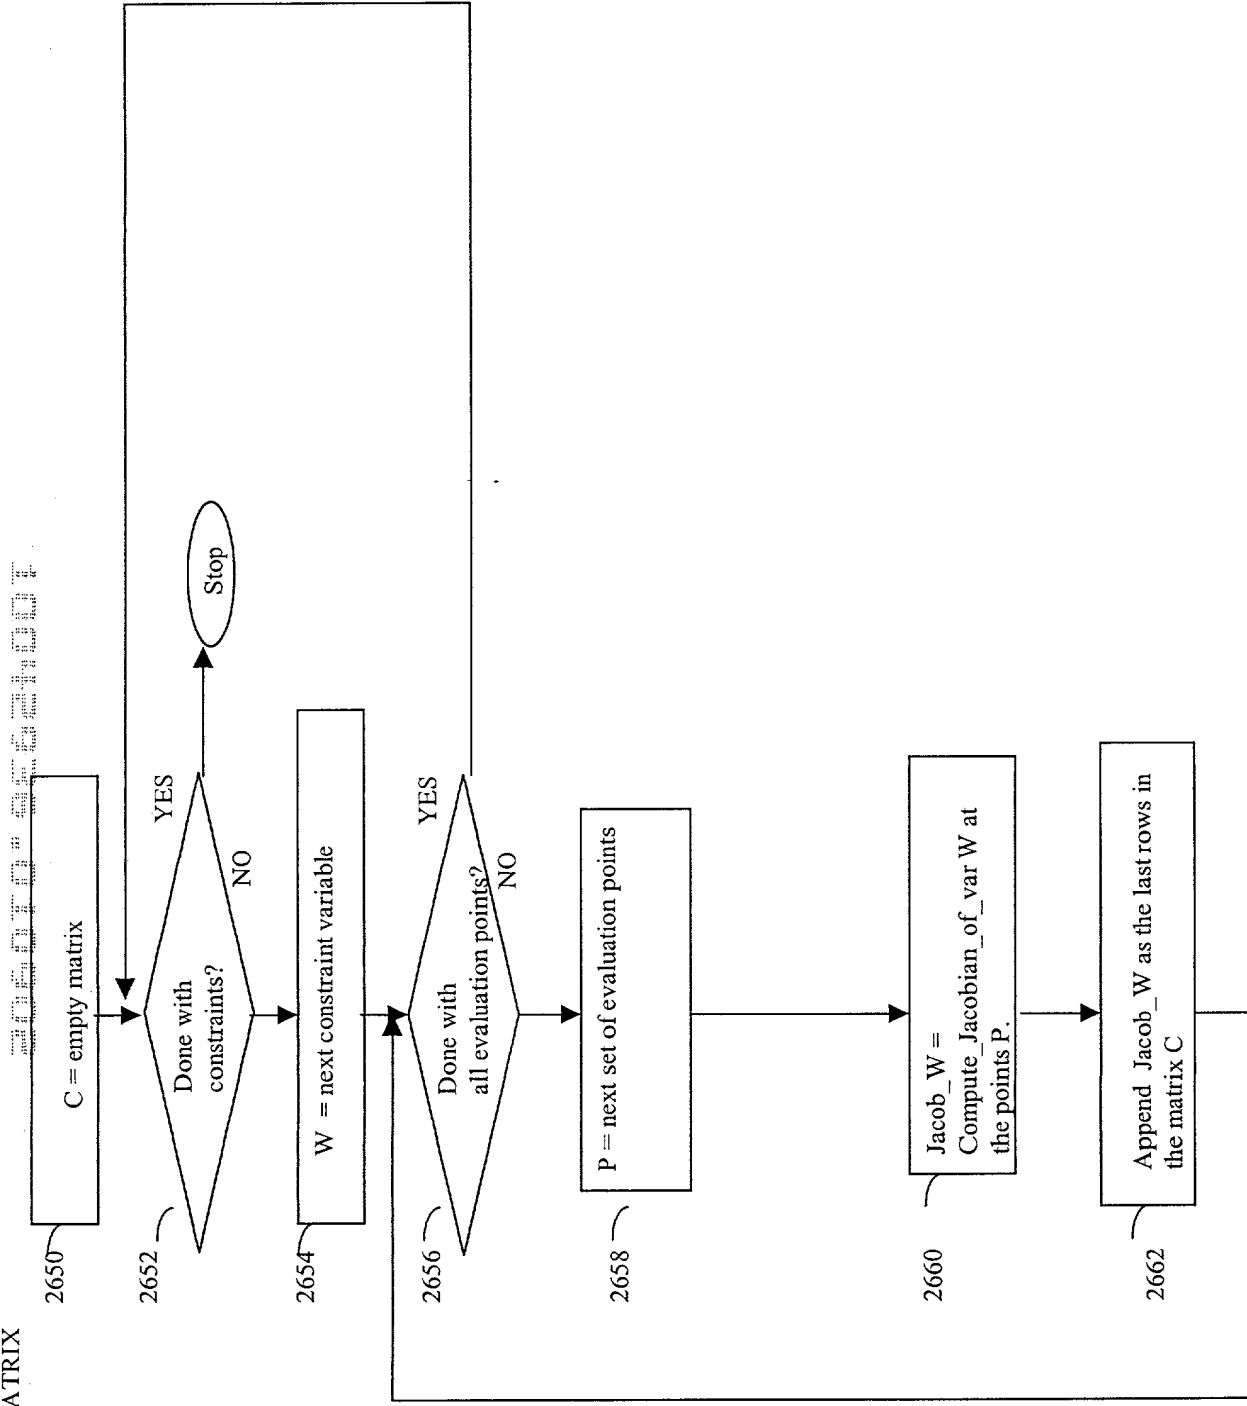 ATRIX
2650
C = empty matrix
2652
Done with
constraints?
YES
NO
Stop
2654
W = next constraint variable
2656
Done with
all evaluation points?
YES
NO
2658
P = next set of evaluation points
2660
Jacob_W =
Compute_Jacobian_of_var W at
the points P.
2662
Append Jacob_W as the last rows in
the matrix C